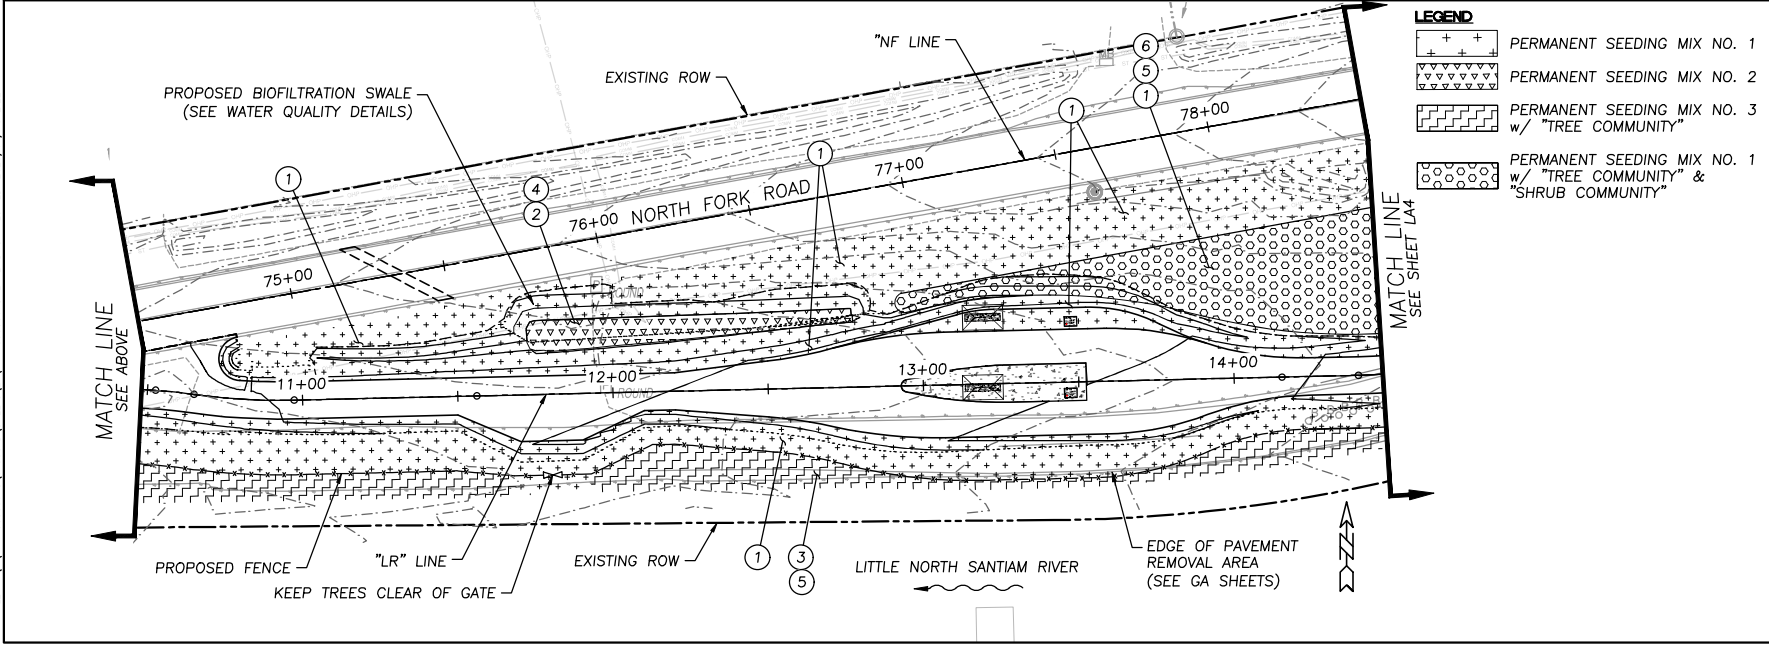 LEGEND
PERMANENT SEEDING MIX NO. 1
PERMANENT SEEDING MIX NO. 2
PERMANENT SEEDING MIX NO. 3
w/ "TREE COMMUNITY"
PERMANENT SEEDING MIX NO. 1
w/ "TREE COMMUNITY" &
"SHRUB COMMUNITY"
"NF LINE
EXISTING ROW
PROPOSED BIOFILTRATION SWALE
(SEE WATER QUALITY DETAILS)
6
5
1
1
1
1
4
2
78+00
77+00
76+00
NORTH FORK ROAD
75+00
MATCH LINE
SEE ABOVE
MATCH LINE
SEE SHEET LA4
11+00
12+00
13+00
14+00
ROUND
ROUND
1
3
5
PROPOSED FENCE
"LR" LINE
KEEP TREES CLEAR OF GATE
EXISTING ROW
LITTLE NORTH SANTIAM RIVER
EDGE OF PAVEMENT
REMOVAL AREA
(SEE GA SHEETS)
N